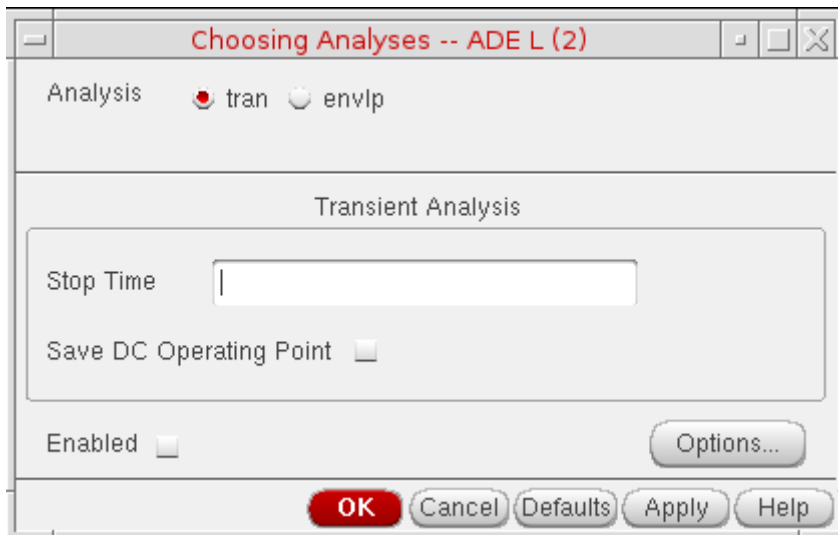 Choosing Analyses -- ADE L (2)
Analysis tran envlp
Transient Analysis
Stop Time
Save DC Operating Point
Enabled Options...
OK Cancel Defaults Apply Help